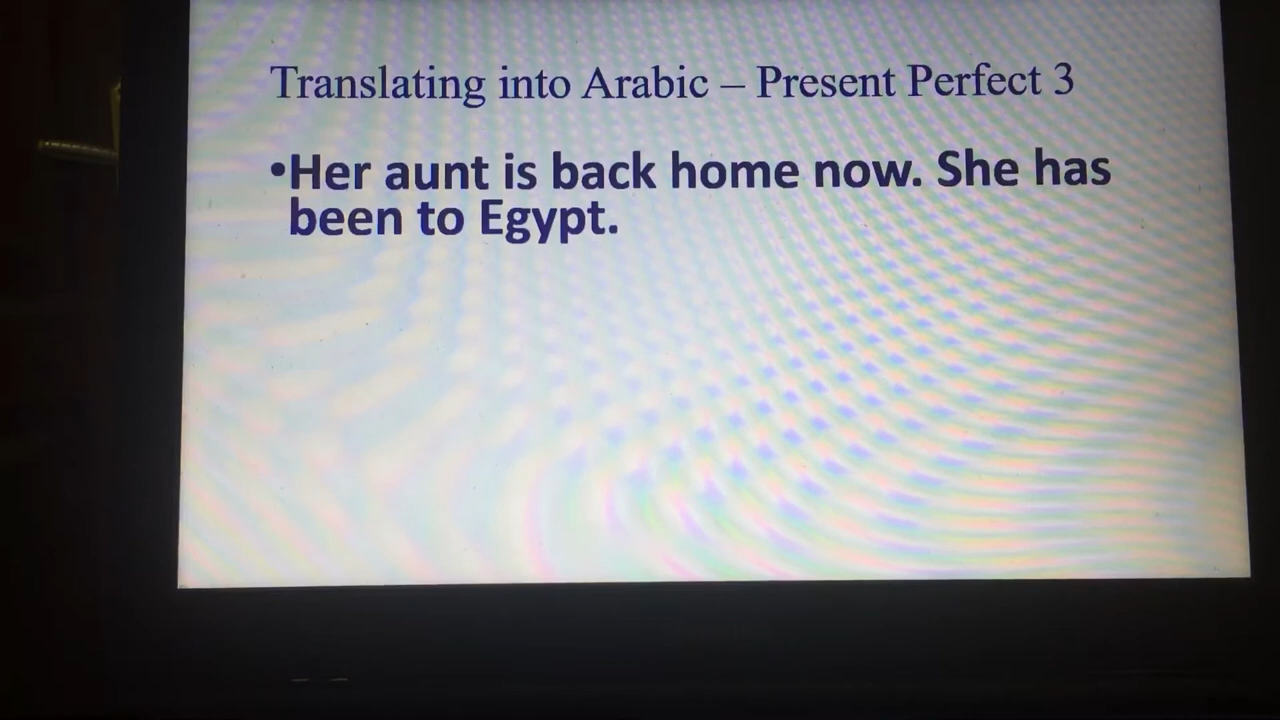 Translating into Arabic – Present Perfect 3
•Her aunt is back home now. She has
been to Egypt.